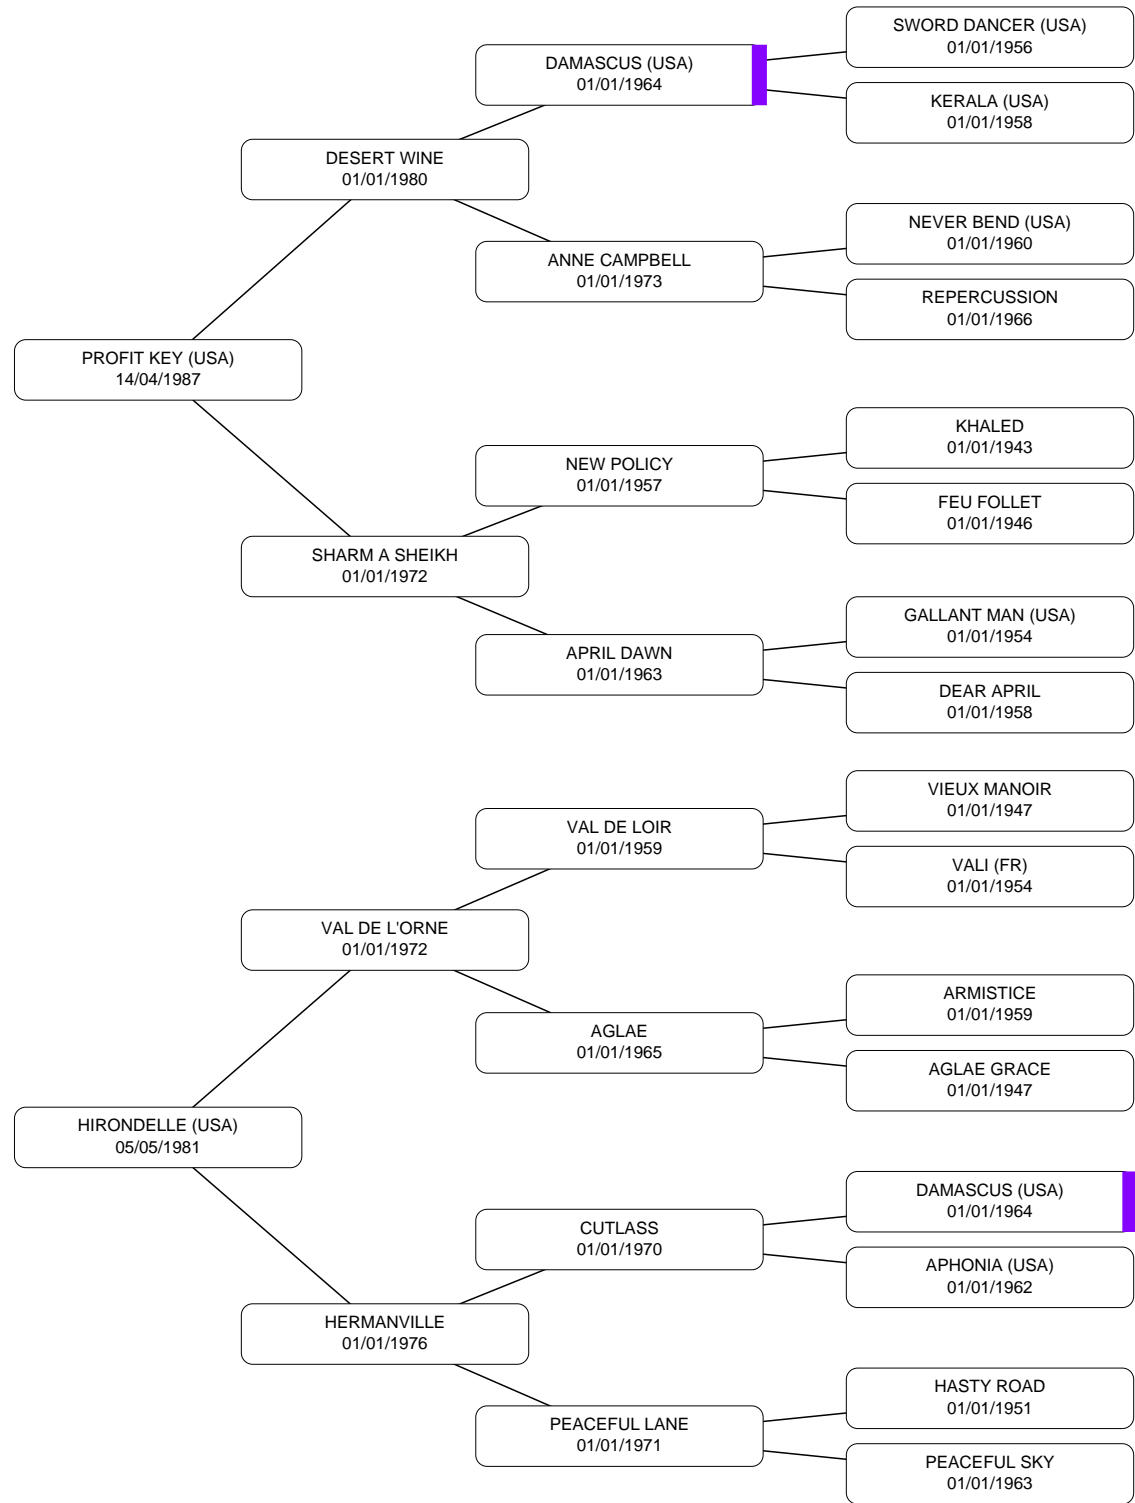 SWORD DANCER (USA)
01/01/1956
DAMASCUS (USA)
01/01/1964
KERALA (USA)
01/01/1958
DESERT WINE
01/01/1980
NEVER BEND (USA)
01/01/1960
ANNE CAMPBELL
01/01/1973
REPERCUSSION
01/01/1966
PROFIT KEY (USA)
14/04/1987
KHALED
01/01/1943
NEW POLICY
01/01/1957
FEU FOLLET
01/01/1946
SHARM A SHEIKH
01/01/1972
GALLANT MAN (USA)
01/01/1954
APRIL DAWN
01/01/1963
DEAR APRIL
01/01/1958
VIEUX MANOIR
01/01/1947
VAL DE LOIR
01/01/1959
VALI (FR)
01/01/1954
VAL DE L'ORNE
01/01/1972
ARMISTICE
01/01/1959
AGLAE
01/01/1965
AGLAE GRACE
01/01/1947
HIRONDELLE (USA)
05/05/1981
DAMASCUS (USA)
01/01/1964
CUTLASS
01/01/1970
APHONIA (USA)
01/01/1962
HERMANVILLE
01/01/1976
HASTY ROAD
01/01/1951
PEACEFUL LANE
01/01/1971
PEACEFUL SKY
01/01/1963